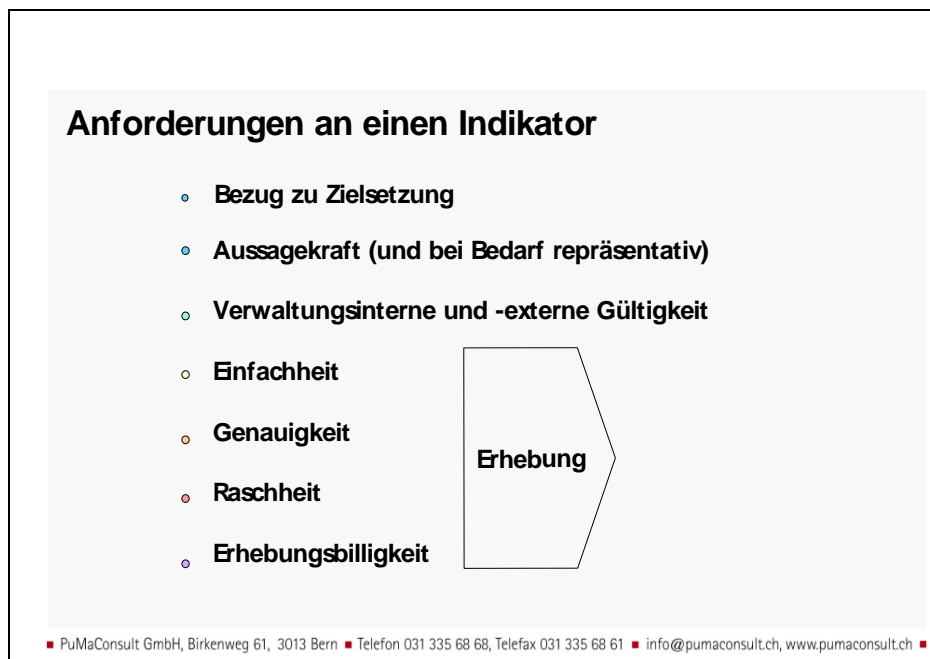 Anforderungen an einen Indikator
Bezug zu Zielsetzung
Aussagekraft (und bei Bedarf repräsentativ)
Verwaltungsinterne und -externe Gültigkeit
Einfachheit
Genauigkeit
Erhebung
Raschheit
Erhebungsbilligkeit
PuMaConsult GmbH, Birkenweg 61, 3013 Bern ■ Telefon 031 335 68 68, Telefax 031 335 68 61 ■ info@pumaconsult.ch, www.pumaconsult.ch